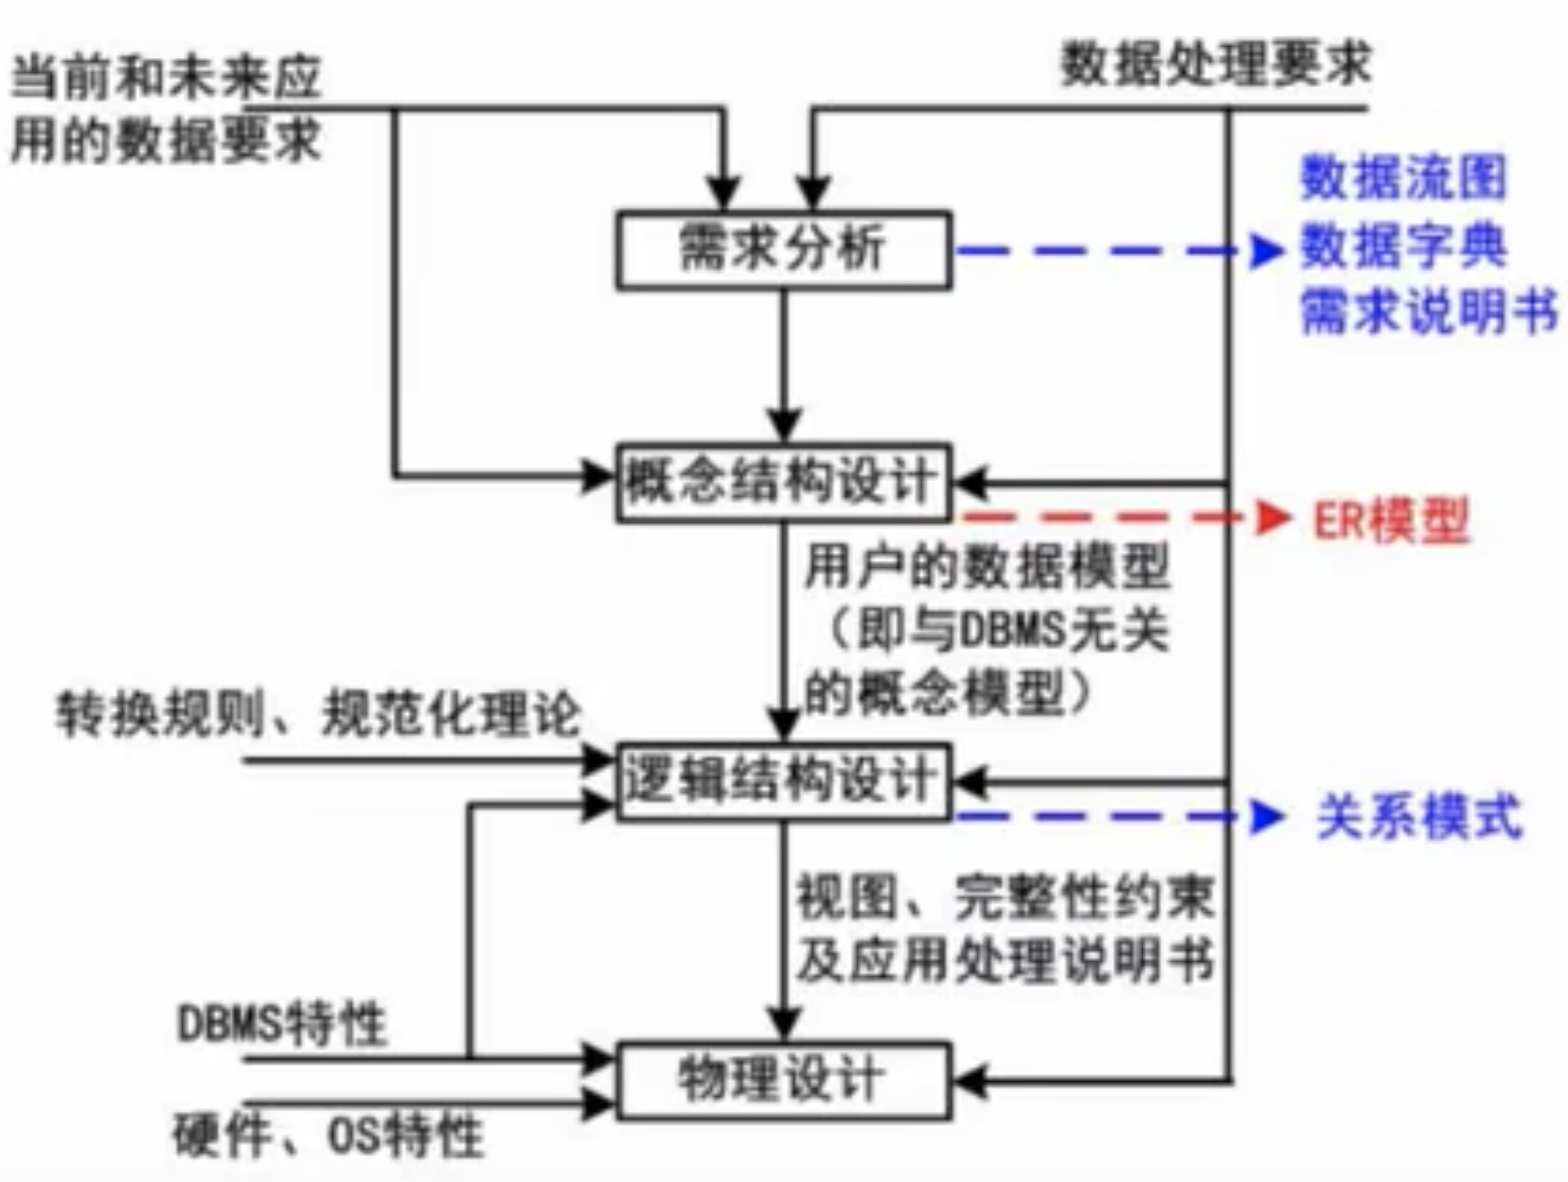 当前和未来应
用的数据要求
数据处理要求
数据流图
需求分析
数据字典
需求说明书
概念结构设计
ER模型
用户的数据模型
（即与DBMS无关
的概念模型）
转换规则、规范化理论
逻辑结构设计
关系模式
视图、完整性约束
及应用处理说明书
DBMS特性
物理设计
硬件、OS特性